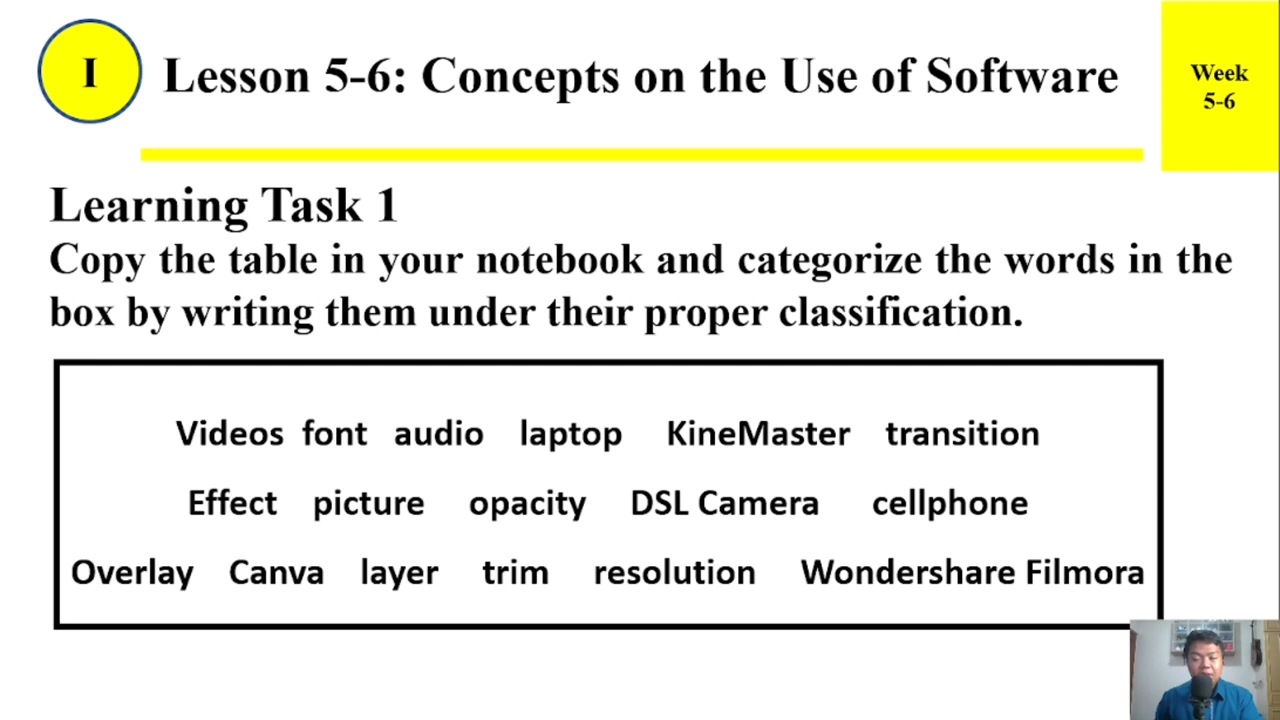 I
Lesson 5-6: Concepts on the Use of Software
Week
5-6
Learning Task 1
Copy the table in your notebook and categorize the words in the
box by writing them under their proper classification.
Videos font audio laptop KineMaster transition
Effect picture opacity DSL Camera cellphone
Overlay Canva layer trim resolution Wondershare Filmora